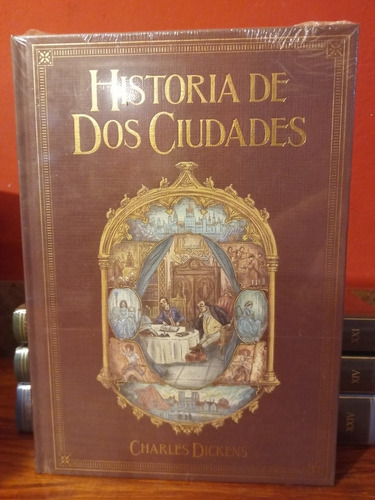 HISTORIA DE
DOS CIUDADES
CHARLES DICKENS